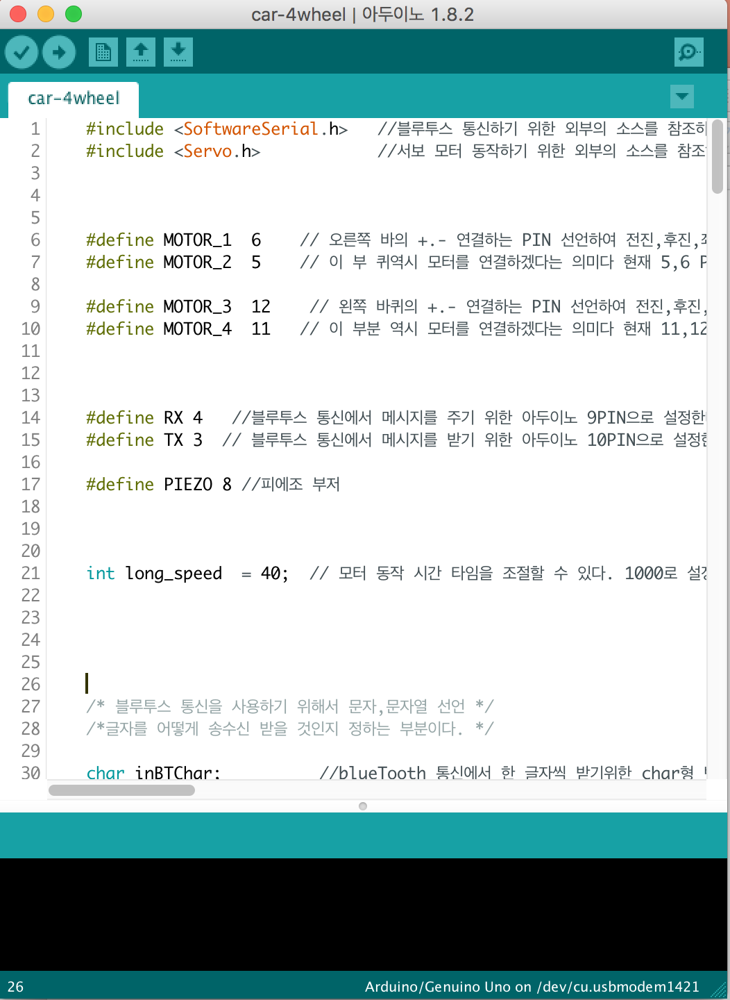 car-4wheel | 아두이노 1.8.2
car-4wheel
1 #include <SoftwareSerial.h> //블루투스 통신하기 위한 외부의 소스를 참조하
2 #include <Servo.h> //서보 모터 동작하기 위한 외부의 소스를 참조
3
4
5
6 #define MOTOR_1 6 // 오른쪽 바의 +.- 연결하는 PIN 선언하여 전진,후진,
7 #define MOTOR_2 5 // 이 부 퀴역시 모터를 연결하겠다는 의미다 현재 5,6 P
8
9 #define MOTOR_3 12 // 왼쪽 바퀴의 +.- 연결하는 PIN 선언하여 전진,후진,
10 #define MOTOR_4 11 // 이 부분 역시 모터를 연결하겠다는 의미다 현재 11,12
11
12
13
14 #define RX 4 //블루투스 통신에서 메시지를 주기 위한 아두이노 9PIN으로 설정한
15 #define TX 3 // 블루투스 통신에서 메시지를 받기 위한 아두이노 10PIN으로 설정한
16
17 #define PIEZO 8 //피에조 부저
18
19
20
21 int long_speed = 40; // 모터 동작 시간 타임을 조절할 수 있다. 1000로 설정
22
23
24
25
26
27 /* 블루투스 통신을 사용하기 위해서 문자,문자열 선언 */
28 /*글자를 어떻게 송수신 받을 것인지 정하는 부분이다. */
29
30 char inBTChar; //blueTooth 통신에서 한 글자씩 받기위한 char형
26 Arduino/Genuino Uno on /dev/cu.usbmodem1421